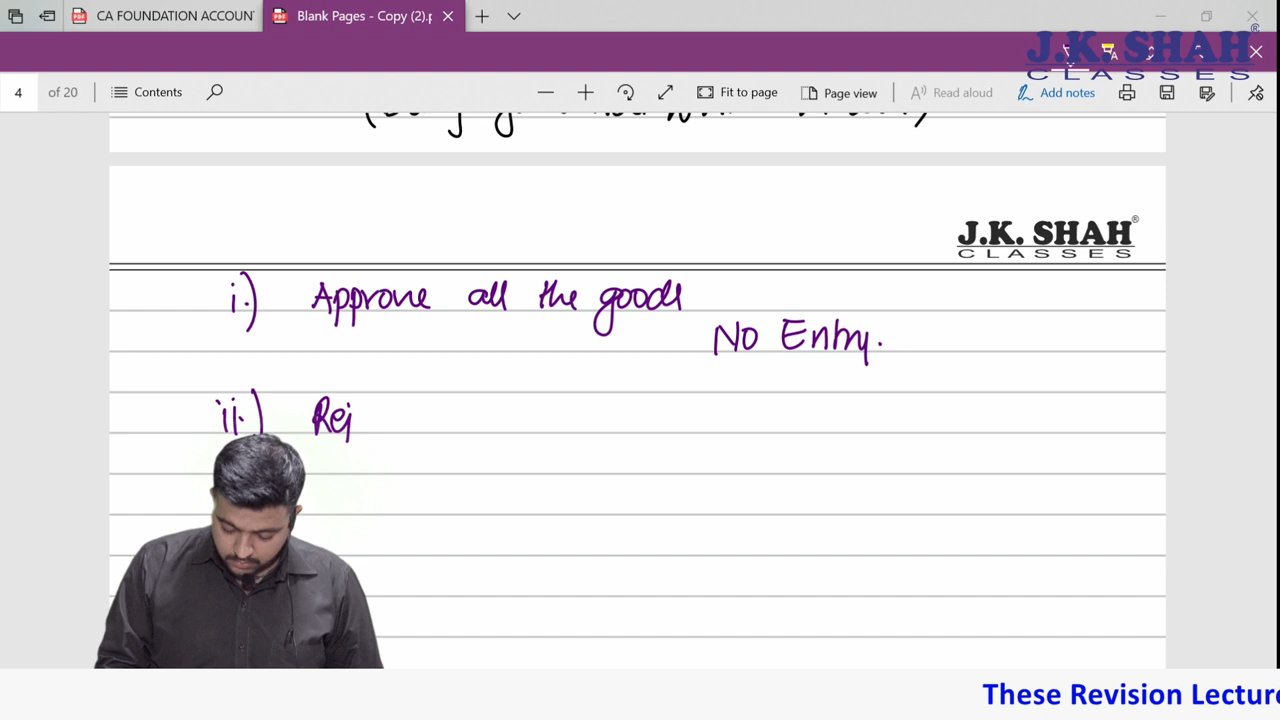 CA FOUNDATION ACCOUN
Blank Pages - Copy (2).p
J.K. SHAH®
CLASSES
4 of 20
Contents
Fit to page
Page view
Read aloud
Add notes
J.K. SHAH®
CLASSES
i.) Approve all the goods
No Entry.
ii.) Rej
These Revision Lecture